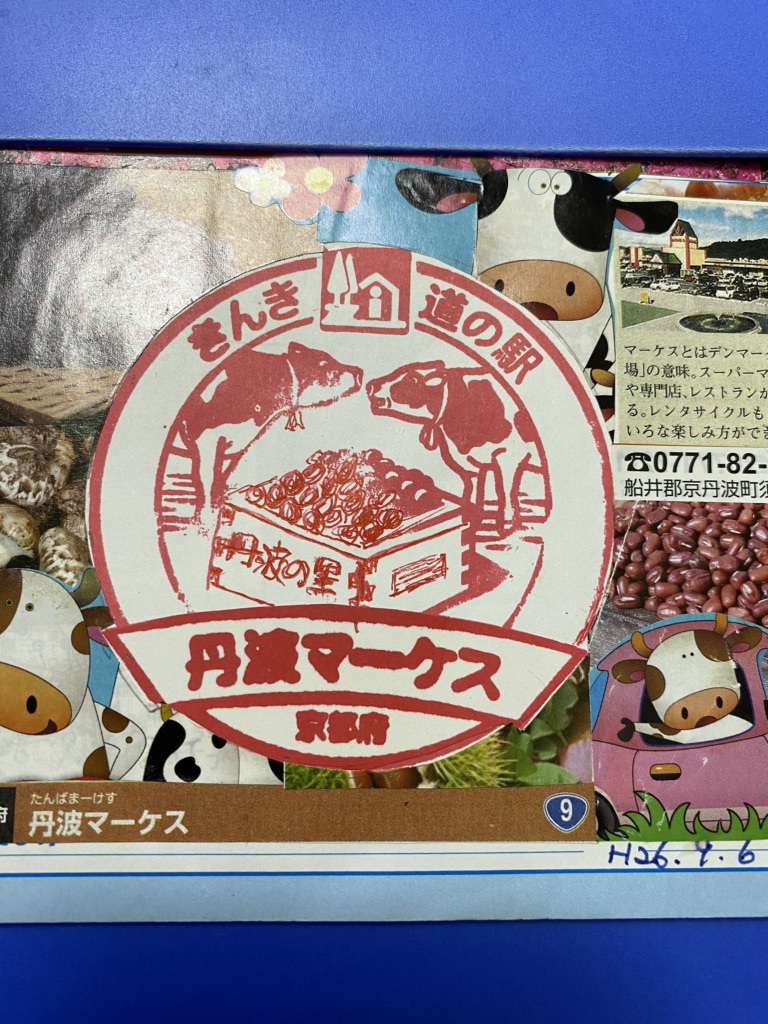 きんき 道の駅
丹波の里
丹波マーケス
京都府
マーケスとはデンマー
場」の意味。スーパーマ
や専門店、レストランが
る。レンタサイクルも
いろな楽しみ方ができ
☎0771-82-
船井郡京丹波町須
府
たんばまーけす
丹波マーケス
9
H26.9.6